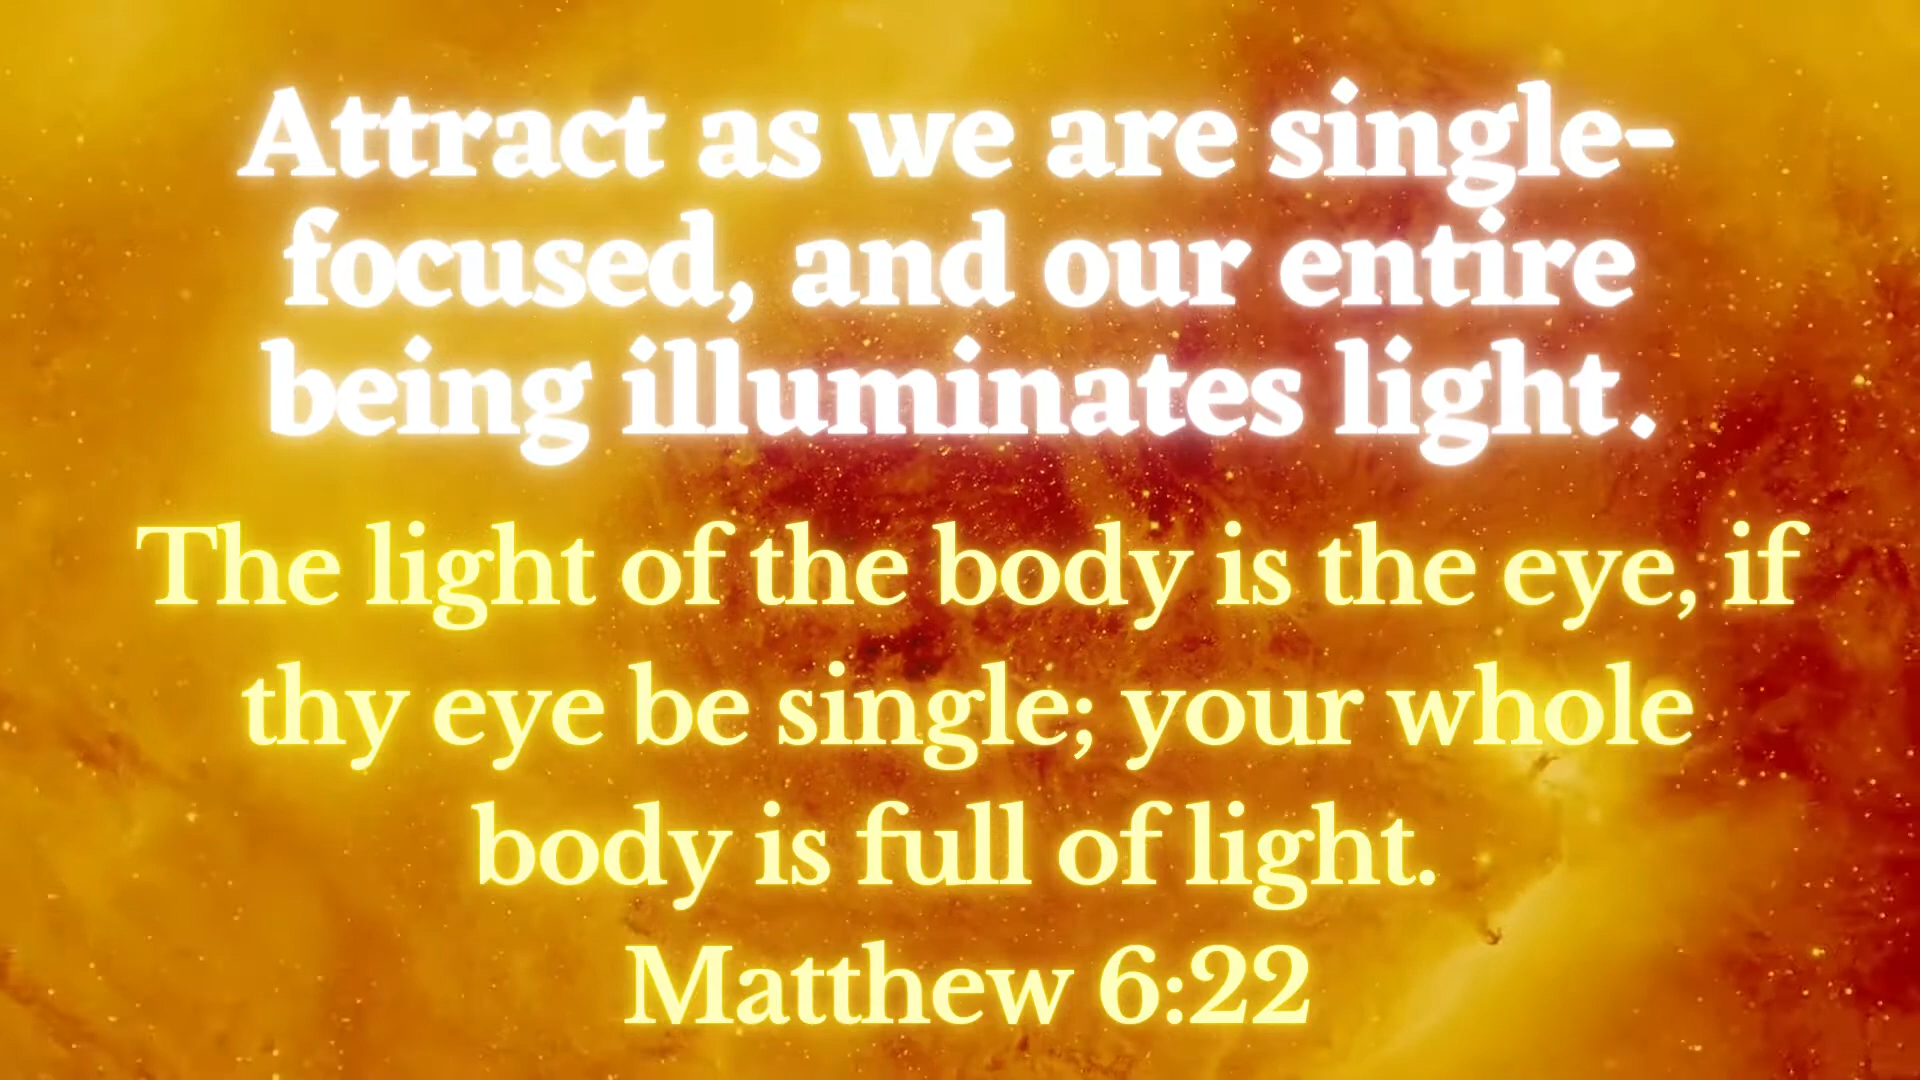 Attract as we are single-
focused, and our entire
being illuminates light.
The light of the body is the eye, if
thy eye be single; your whole
body is full of light.
Matthew 6:22